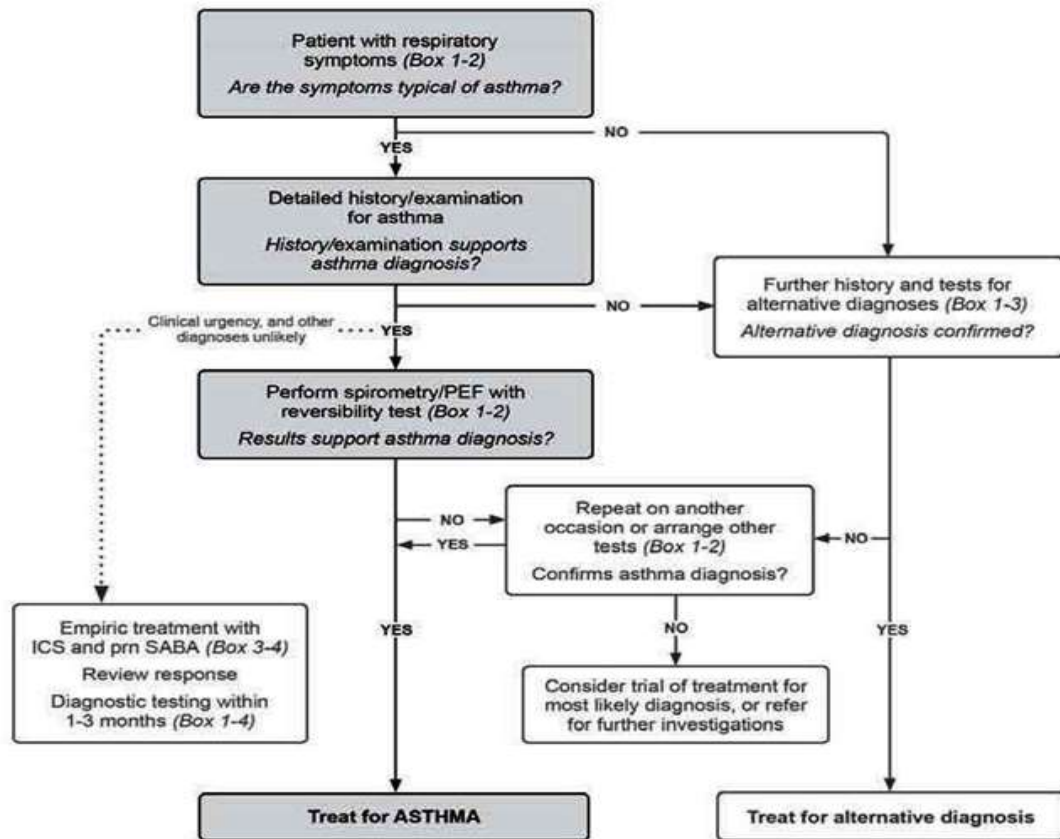 Patient with respiratory
symptoms (Box 1-2)
Are the symptoms typical of asthma?
NO
YES
Detailed history/examination
for asthma
History/examination supports
asthma diagnosis?
Further history and tests for
alternative diagnoses (Box 1-3)
Alternative diagnosis confirmed?
NO
Clinical urgency, and other
diagnoses unlikely
YES
Perform spirometry/PEF with
reversibility test (Box 1-2)
Results support asthma diagnosis?
Repeat on another
occasion or arrange other
tests (Box 1-2)
Confirms asthma diagnosis?
NO
YES
NO
Empiric treatment with
ICS and prn SABA (Box 3-4)
Review response
Diagnostic testing within
1-3 months (Box 1-4)
YES
NO
YES
Consider trial of treatment for
most likely diagnosis, or refer
for further investigations
Treat for ASTHMA
Treat for alternative diagnosis